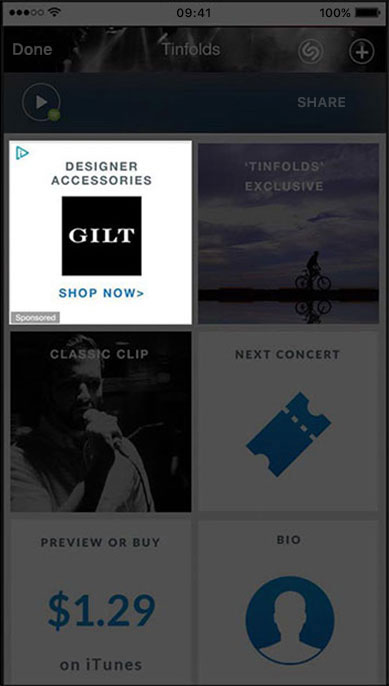 09:41
100%
Done
Tinfolds
SHARE
DESIGNER
ACCESSORIES
GILT
SHOP NOW>
Sponsored
'TINFOLDS'
EXCLUSIVE
CLASSIC CLIP
NEXT CONCERT
PREVIEW OR BUY
$1.29
on iTunes
BIO